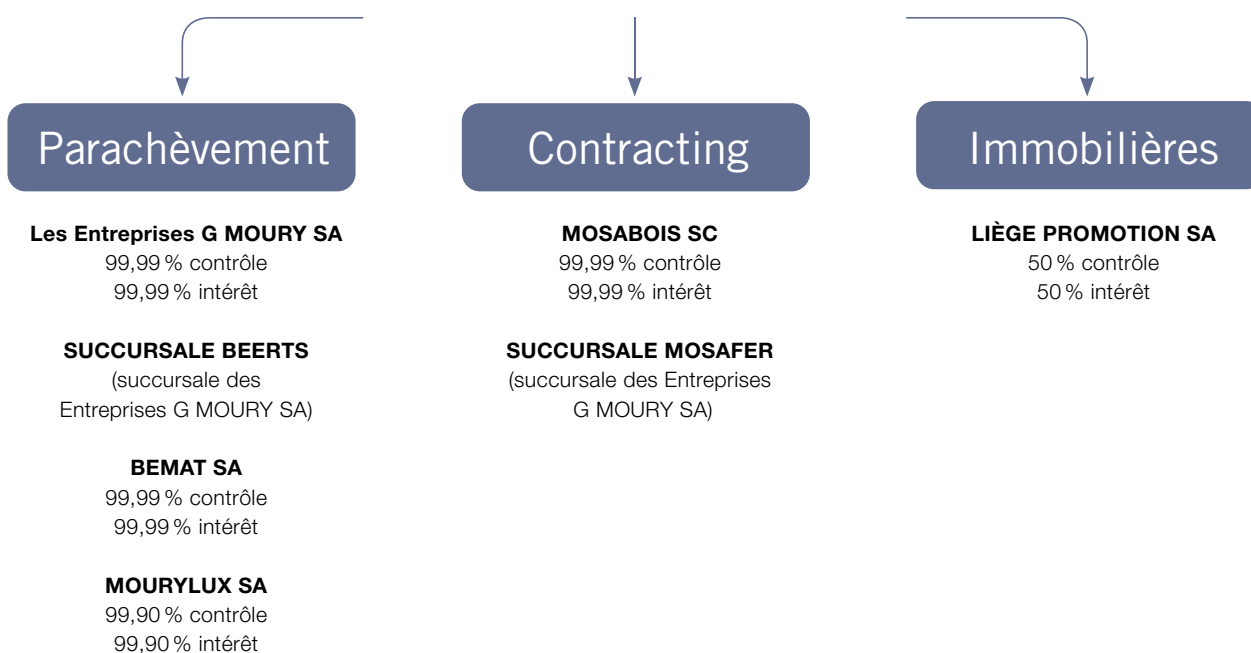 Parachèvement
Les Entreprises G MOURY SA
99,99 % contrôle
99,99 % intérêt
SUCCURSALE BEERTS
(succursale des
Entreprises G MOURY SA)
BEMAT SA
99,99 % contrôle
99,99 % intérêt
MOURYLUX SA
99,90 % contrôle
99,90 % intérêt
Contracting
MOSABOIS SC
99,99 % contrôle
99,99 % intérêt
SUCCURSALE MOSAFER
(succursale des Entreprises
G MOURY SA)
Immobilières
LIÈGE PROMOTION SA
50 % contrôle
50 % intérêt